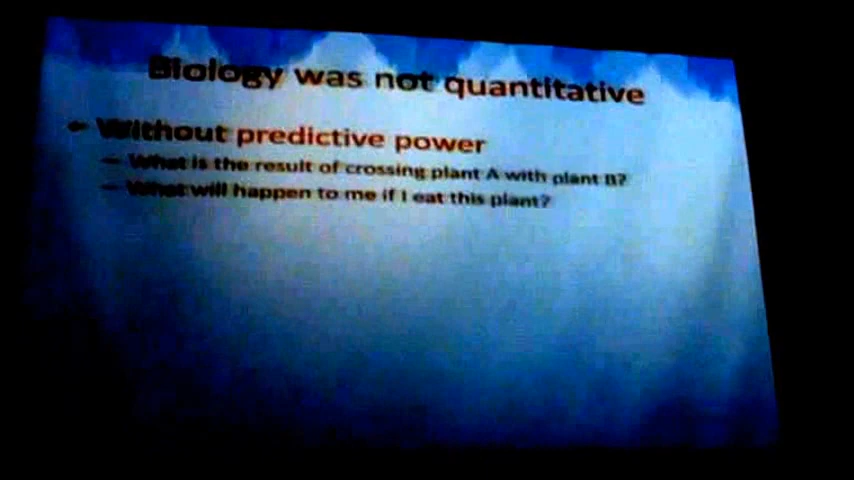 Biology was not quantitative
Without predictive power
– What is the result of crossing plant A with plant B?
– What will happen to me if I eat this plant?